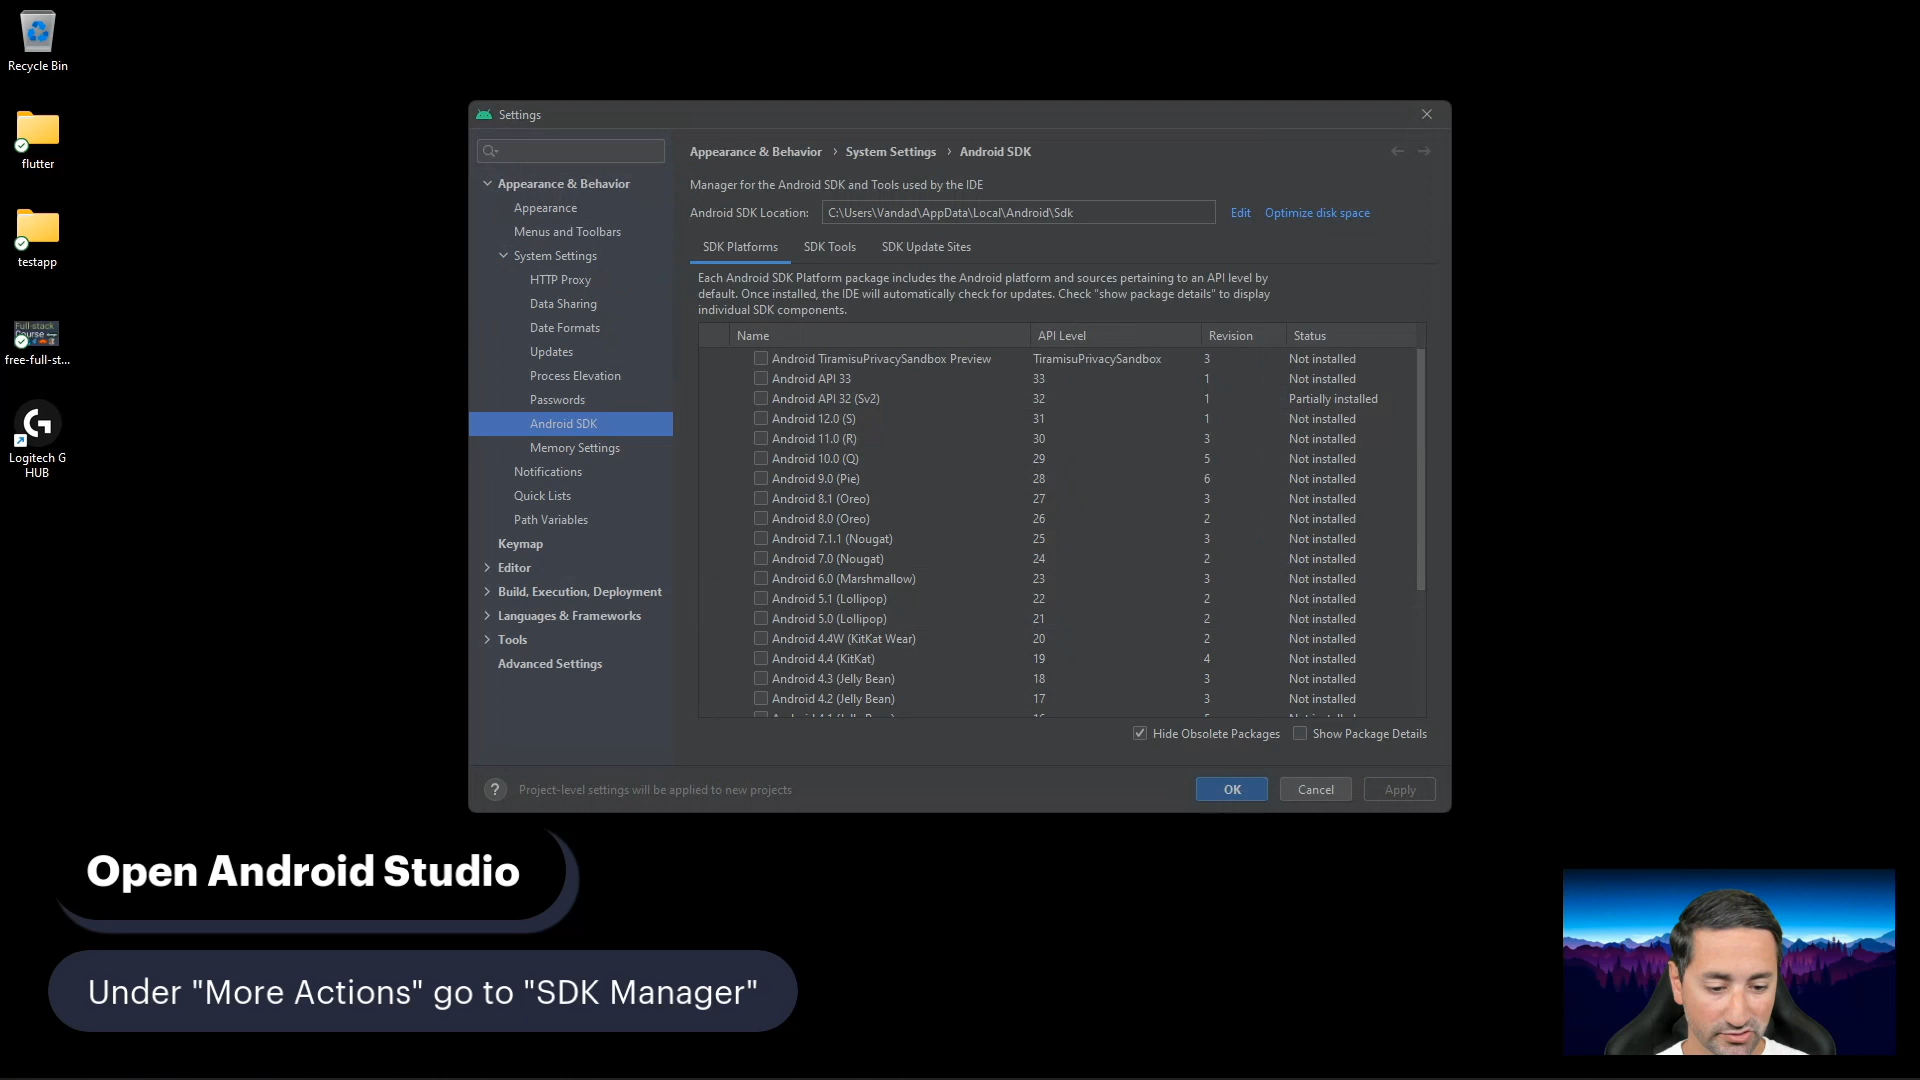 Recycle Bin
flutter
testapp
Full-stack
Course
free-full-st...
Logitech G
HUB
Settings
Appearance & Behavior
Appearance
Menus and Toolbars
System Settings
HTTP Proxy
Data Sharing
Date Formats
Updates
Process Elevation
Passwords
Android SDK
Memory Settings
Notifications
Quick Lists
Path Variables
Keymap
Editor
Build, Execution, Deployment
Languages & Frameworks
Tools
Advanced Settings
Appearance & Behavior › System Settings › Android SDK
Manager for the Android SDK and Tools used by the IDE
Android SDK Location: C:\Users\Vandad\AppData\Local\Android\Sdk Edit Optimize disk space
SDK Platforms SDK Tools SDK Update Sites
Each Android SDK Platform package includes the Android platform and sources pertaining to an API level by
default. Once installed, the IDE will automatically check for updates. Check "show package details" to display
individual SDK components.
Name API Level Revision Status
Android TiramisuPrivacySandbox Preview TiramisuPrivacySandbox 3 Not installed
Android API 33 33 1 Not installed
Android API 32 (Sv2) 32 1 Partially installed
Android 12.0 (S) 31 1 Not installed
Android 11.0 (R) 30 3 Not installed
Android 10.0 (Q) 29 5 Not installed
Android 9.0 (Pie) 28 6 Not installed
Android 8.1 (Oreo) 27 3 Not installed
Android 8.0 (Oreo) 26 2 Not installed
Android 7.1.1 (Nougat) 25 3 Not installed
Android 7.0 (Nougat) 24 2 Not installed
Android 6.0 (Marshmallow) 23 3 Not installed
Android 5.1 (Lollipop) 22 2 Not installed
Android 5.0 (Lollipop) 21 2 Not installed
Android 4.4W (KitKat Wear) 20 2 Not installed
Android 4.4 (KitKat) 19 4 Not installed
Android 4.3 (Jelly Bean) 18 3 Not installed
Android 4.2 (Jelly Bean) 17 3 Not installed
Hide Obsolete Packages Show Package Details
? Project-level settings will be applied to new projects
OK Cancel Apply
Open Android Studio
Under "More Actions" go to "SDK Manager"